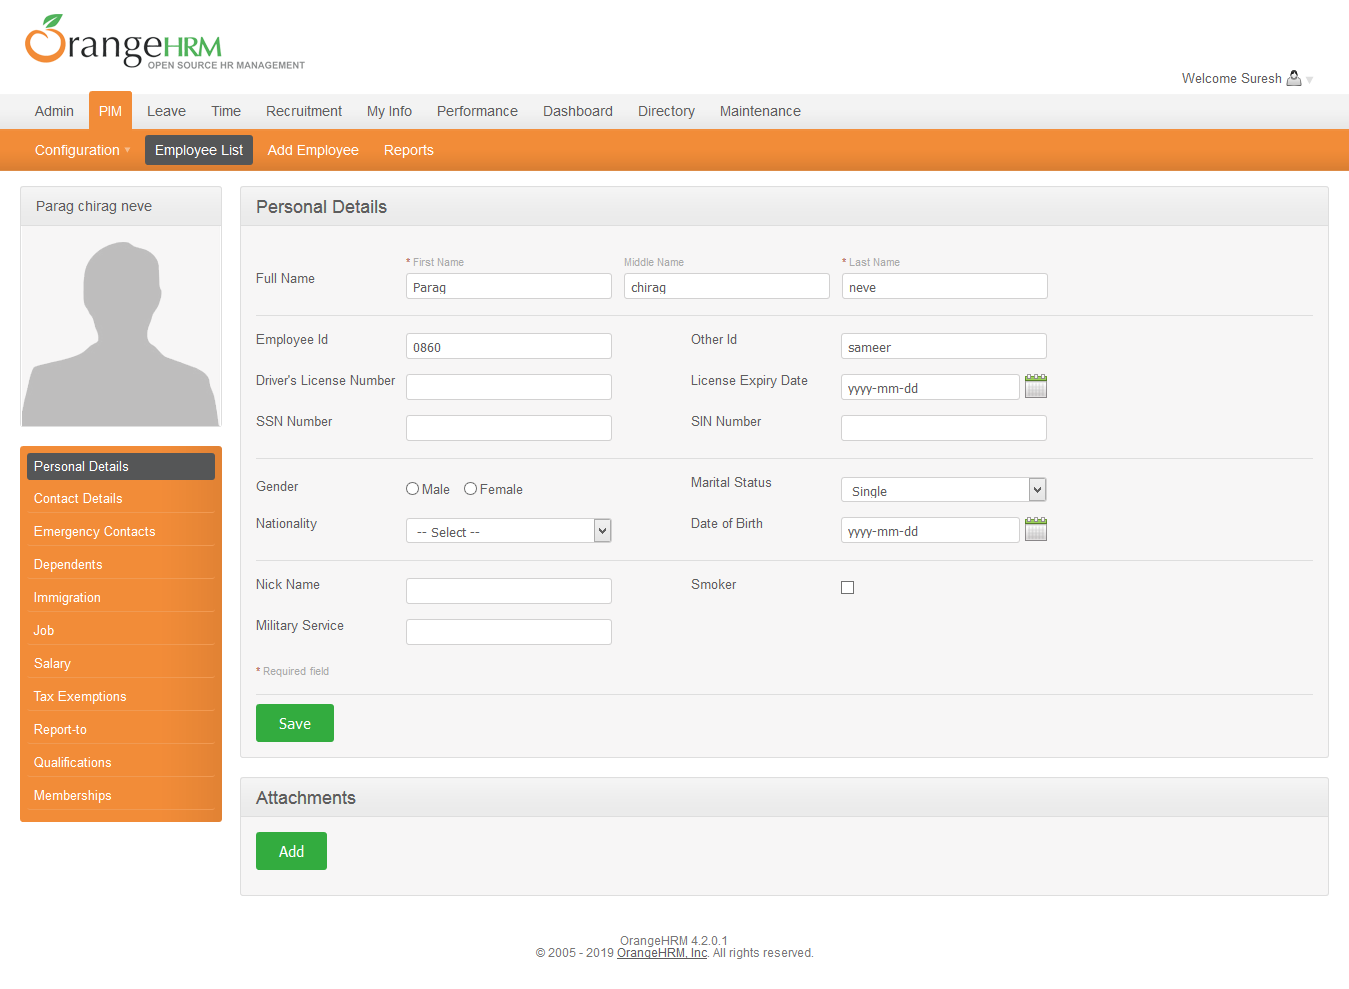 OrangeHRM
OPEN SOURCE HR MANAGEMENT
Welcome Suresh
Admin PIM Leave Time Recruitment My Info Performance Dashboard Directory Maintenance
Configuration Employee List Add Employee Reports
Parag chirag neve
Personal Details
Contact Details
Emergency Contacts
Dependents
Immigration
Job
Salary
Tax Exemptions
Report-to
Qualifications
Memberships
Personal Details
* First Name Middle Name * Last Name
Full Name Parag chirag neve
Employee Id 0860 Other Id sameer
Driver's License Number License Expiry Date yyyy-mm-dd
SSN Number SIN Number
Gender Male Female Marital Status Single
Nationality -- Select -- Date of Birth yyyy-mm-dd
Nick Name Smoker
Military Service
* Required field
Save
Attachments
Add
OrangeHRM 4.2.0.1
© 2005 - 2019 OrangeHRM, Inc. All rights reserved.